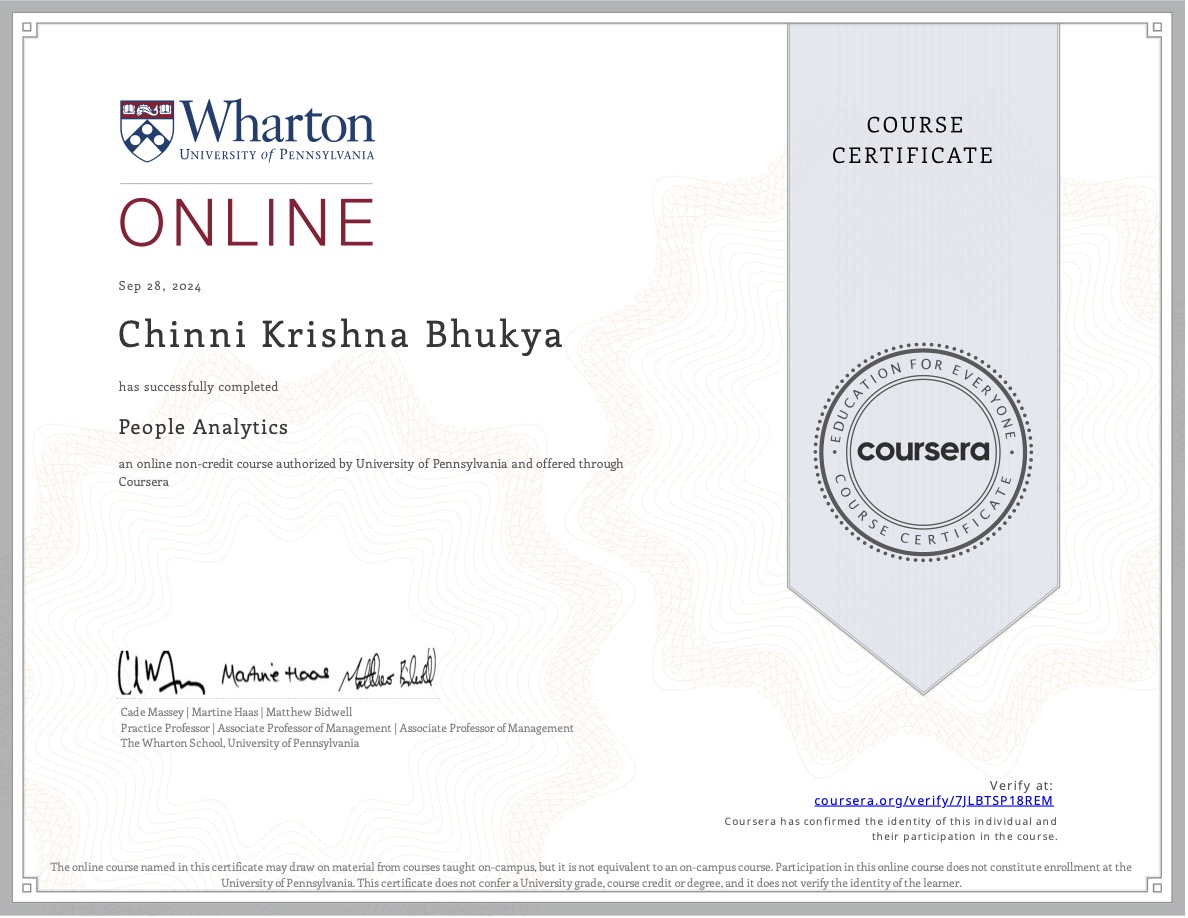 Wharton
UNIVERSITY of PENNSYLVANIA
ONLINE
Sep 28, 2024
Chinni Krishna Bhukya
has successfully completed
People Analytics
an online non-credit course authorized by University of Pennsylvania and offered through
Coursera
Martine Haas Matthew Bidwell
Cade Massey | Martine Haas | Matthew Bidwell
Practice Professor | Associate Professor of Management | Associate Professor of Management
The Wharton School, University of Pennsylvania
COURSE
CERTIFICATE
EDUCATION FOR EVERYONE
coursera
COURSE CERTIFICATE
Verify at:
coursera.org/verify/7JLBTSP18REM
Coursera has confirmed the identity of this individual and
their participation in the course.
The online course named in this certificate may draw on material from courses taught on-campus, but it is not equivalent to an on-campus course. Participation in this online course does not constitute enrollment at the
University of Pennsylvania. This certificate does not confer a University grade, course credit or degree, and it does not verify the identity of the learner.